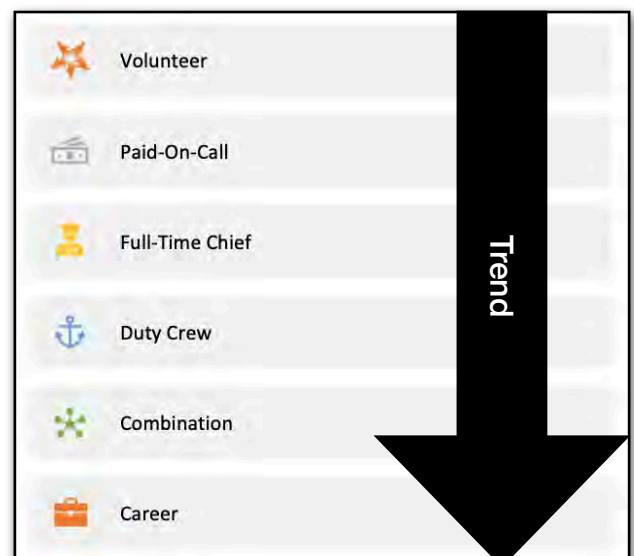 Volunteer
Paid-On-Call
Full-Time Chief
Duty Crew
Combination
Career
Trend